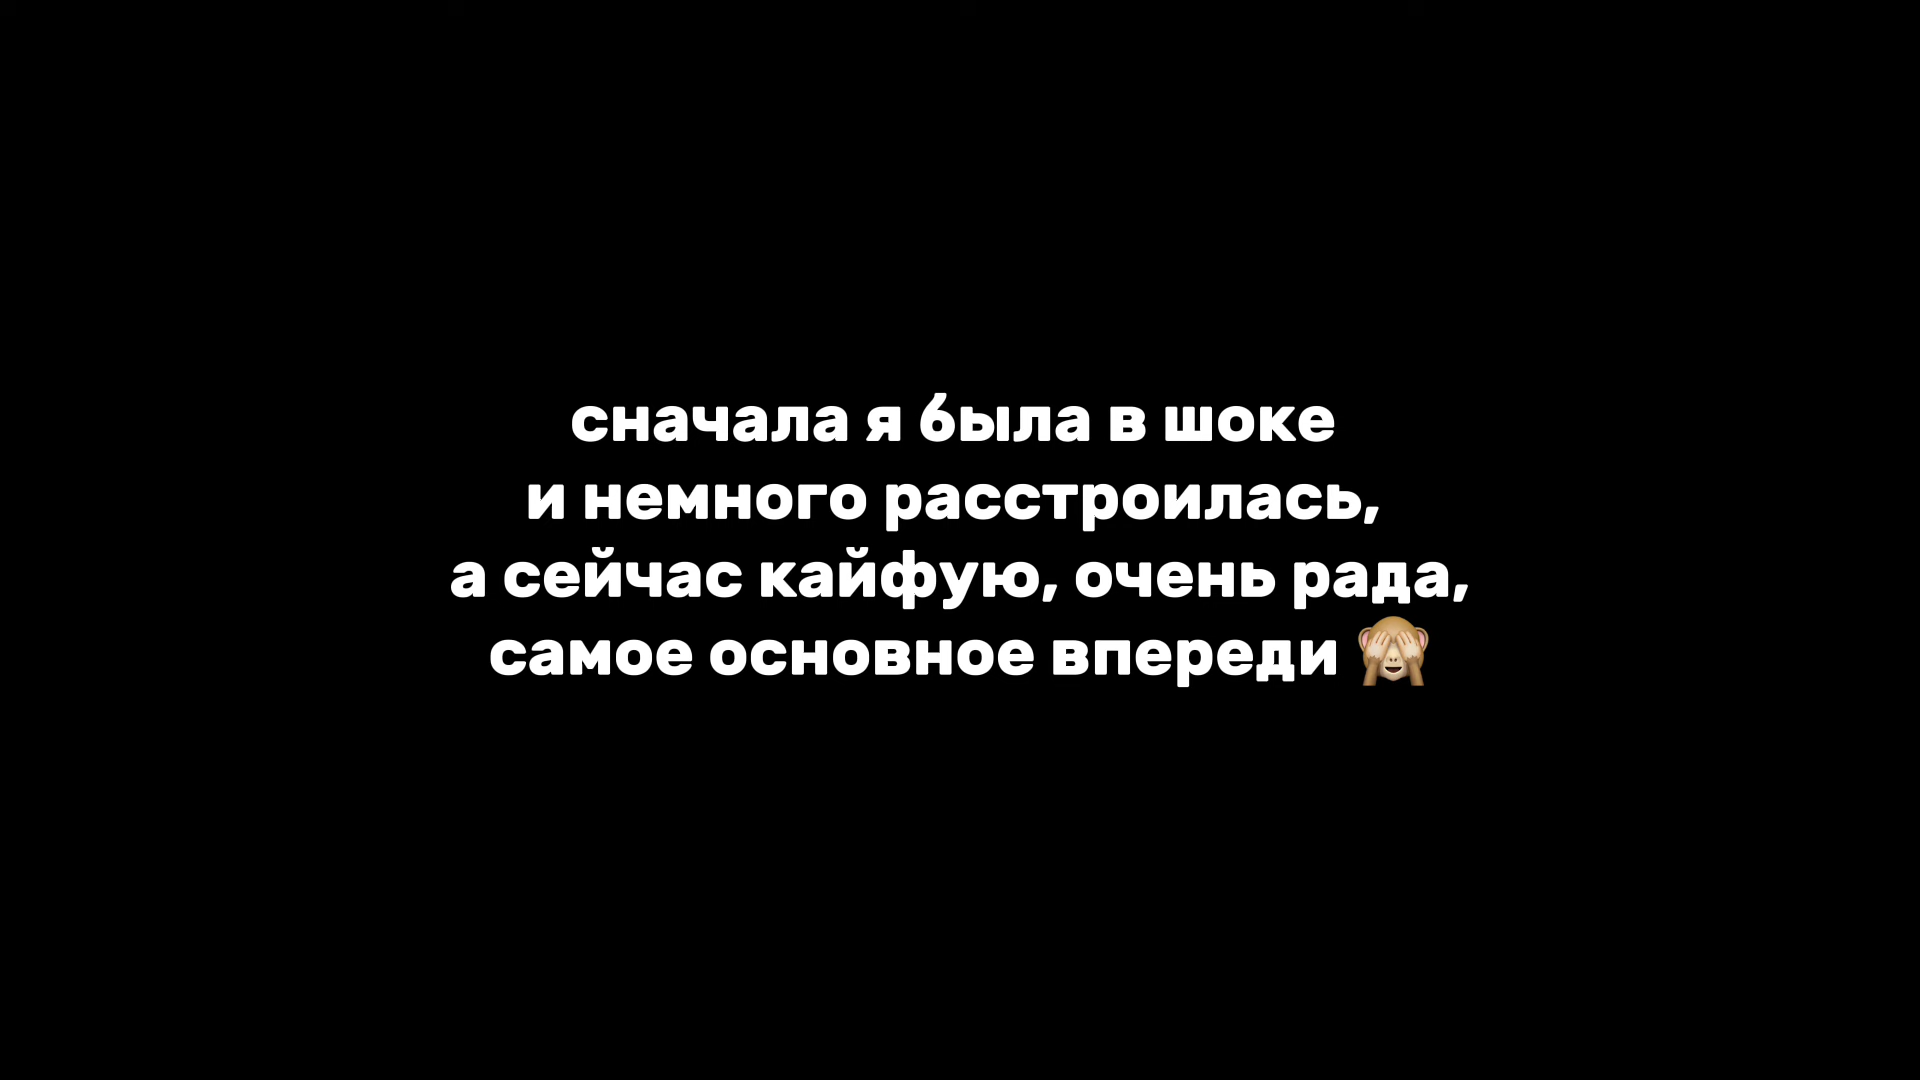 сначала я была в шоке
и немного расстроилась,
а сейчас кайфую, очень рада,
самое основное впереди 🙈